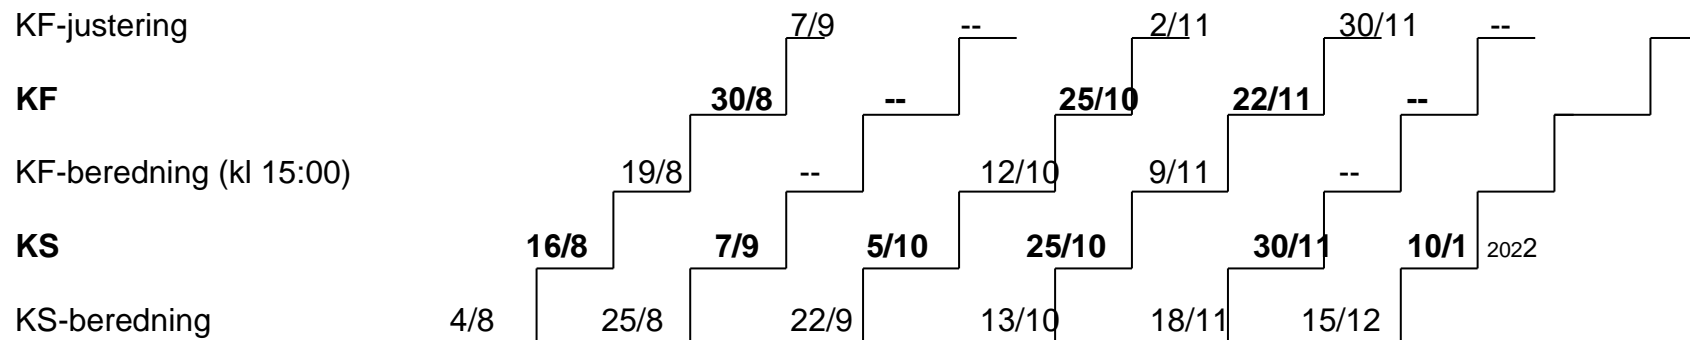 KF-justering 7/9 -- 2/11 30/11 --
KF 30/8 -- 25/10 22/11 --
KF-beredning (kl 15:00) 19/8 -- 12/10 9/11 --
KS 16/8 7/9 5/10 25/10 30/11 10/1 2022
KS-beredning 4/8 25/8 22/9 13/10 18/11 15/12